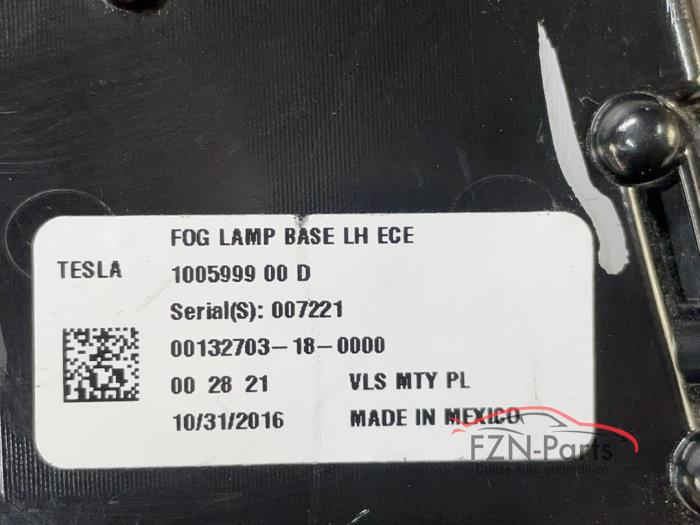 FOG LAMP BASE LH ECE
TESLA 1005999 00 D
Serial(S): 007221
00132703-18-0000
00 28 21 VLS MTY PL
10/31/2016 MADE IN MEXICO
FZN-Parts
Duitse auto onderdelen